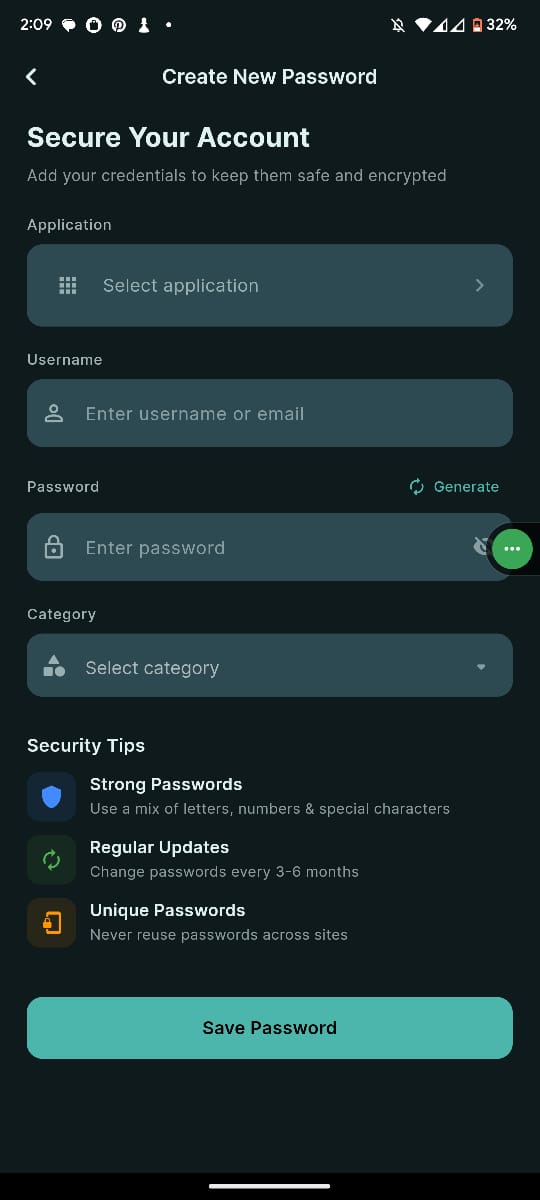 2:09
32%
Create New Password
Secure Your Account
Add your credentials to keep them safe and encrypted
Application
Select application
Username
Enter username or email
Password
Generate
Enter password
Category
Select category
Security Tips
Strong Passwords
Use a mix of letters, numbers & special characters
Regular Updates
Change passwords every 3-6 months
Unique Passwords
Never reuse passwords across sites
Save Password